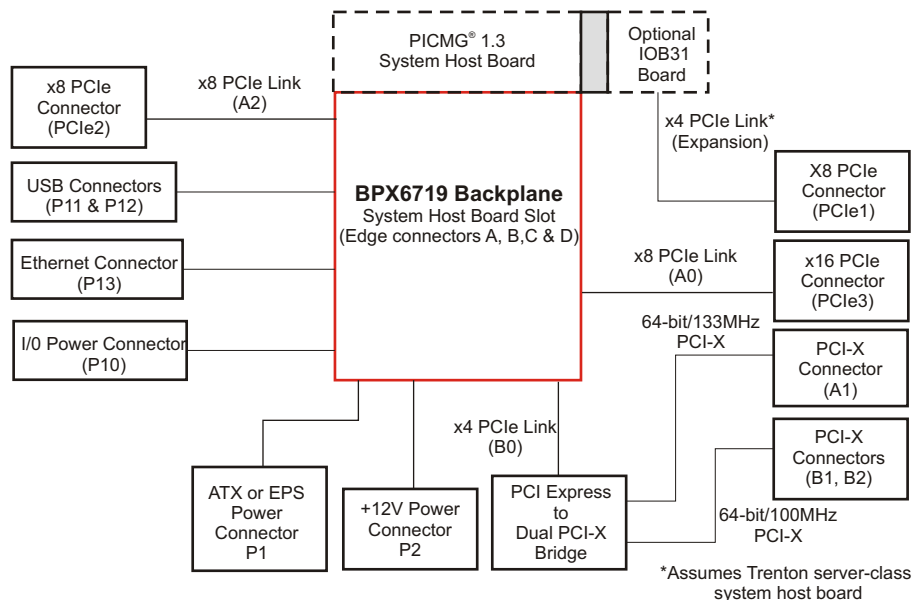 PICMG® 1.3
System Host Board
Optional
IOB31
Board
x8 PCIe
Connector
(PCIe2)
x8 PCIe Link
(A2)
x4 PCIe Link*
(Expansion)
USB Connectors
(P11 & P12)
BPX6719 Backplane
System Host Board Slot
(Edge connectors A, B,C & D)
X8 PCIe
Connector
(PCIe1)
Ethernet Connector
(P13)
x8 PCIe Link
(A0)
x16 PCIe
Connector
(PCIe3)
I/0 Power Connector
(P10)
64-bit/133MHz
PCI-X
PCI-X
Connector
(A1)
x4 PCIe Link
(B0)
PCI-X
Connectors
(B1, B2)
ATX or EPS
Power
Connector
P1
+12V Power
Connector
P2
PCI Express
to
Dual PCI-X
Bridge
64-bit/100MHz
PCI-X
*Assumes Trenton server-class
system host board